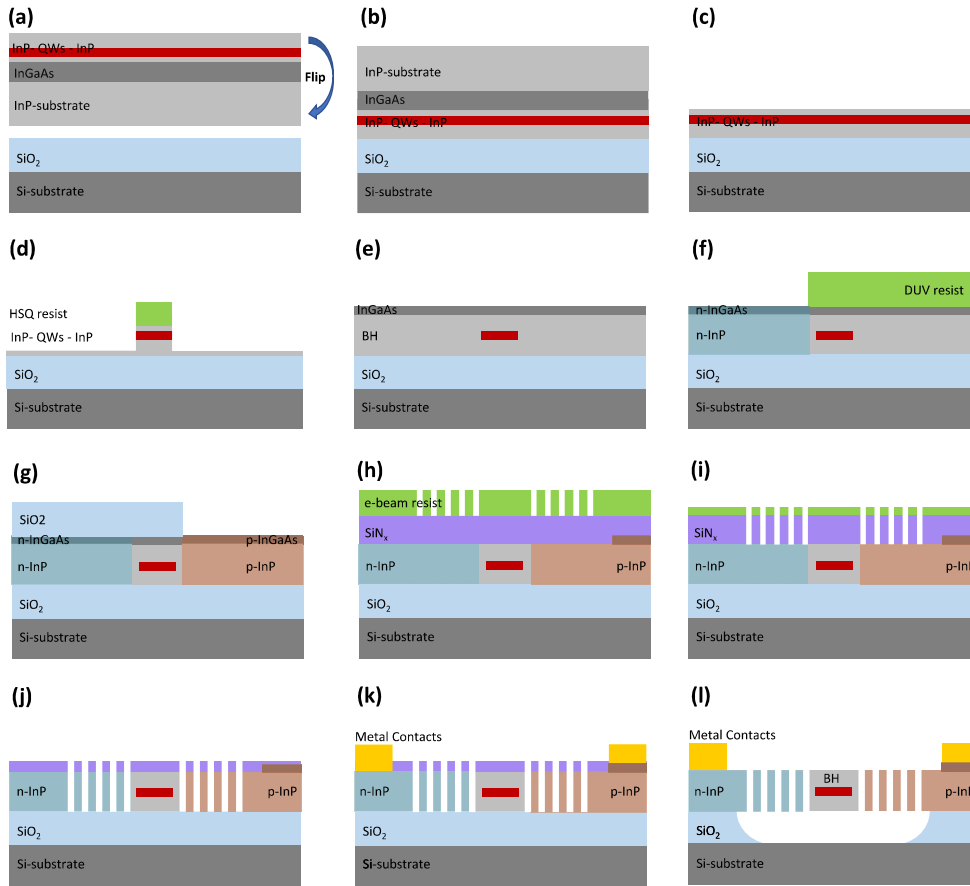 (a)
InP- QWs - InP
InGaAs
Flip
InP-substrate
SiO2
Si-substrate
(b)
InP-substrate
InGaAs
InP- QWs - InP
SiO2
Si-substrate
(c)
InP- QWs - InP
SiO2
Si-substrate
(d)
HSQ resist
InP- QWs - InP
SiO2
Si-substrate
(e)
InGaAs
BH
SiO2
Si-substrate
(f)
DUV resist
n-InGaAs
n-InP
SiO2
Si-substrate
(g)
SiO2
n-InGaAs
p-InGaAs
n-InP
p-InP
SiO2
Si-substrate
(h)
e-beam resist
SiNx
n-InP
p-InP
SiO2
Si-substrate
(i)
SiNx
n-InP
p-InP
SiO2
Si-substrate
(j)
n-InP
p-InP
SiO2
Si-substrate
(k)
Metal Contacts
n-InP
p-InP
SiO2
Si-substrate
(l)
Metal Contacts
BH
n-InP
p-InP
SiO2
Si-substrate